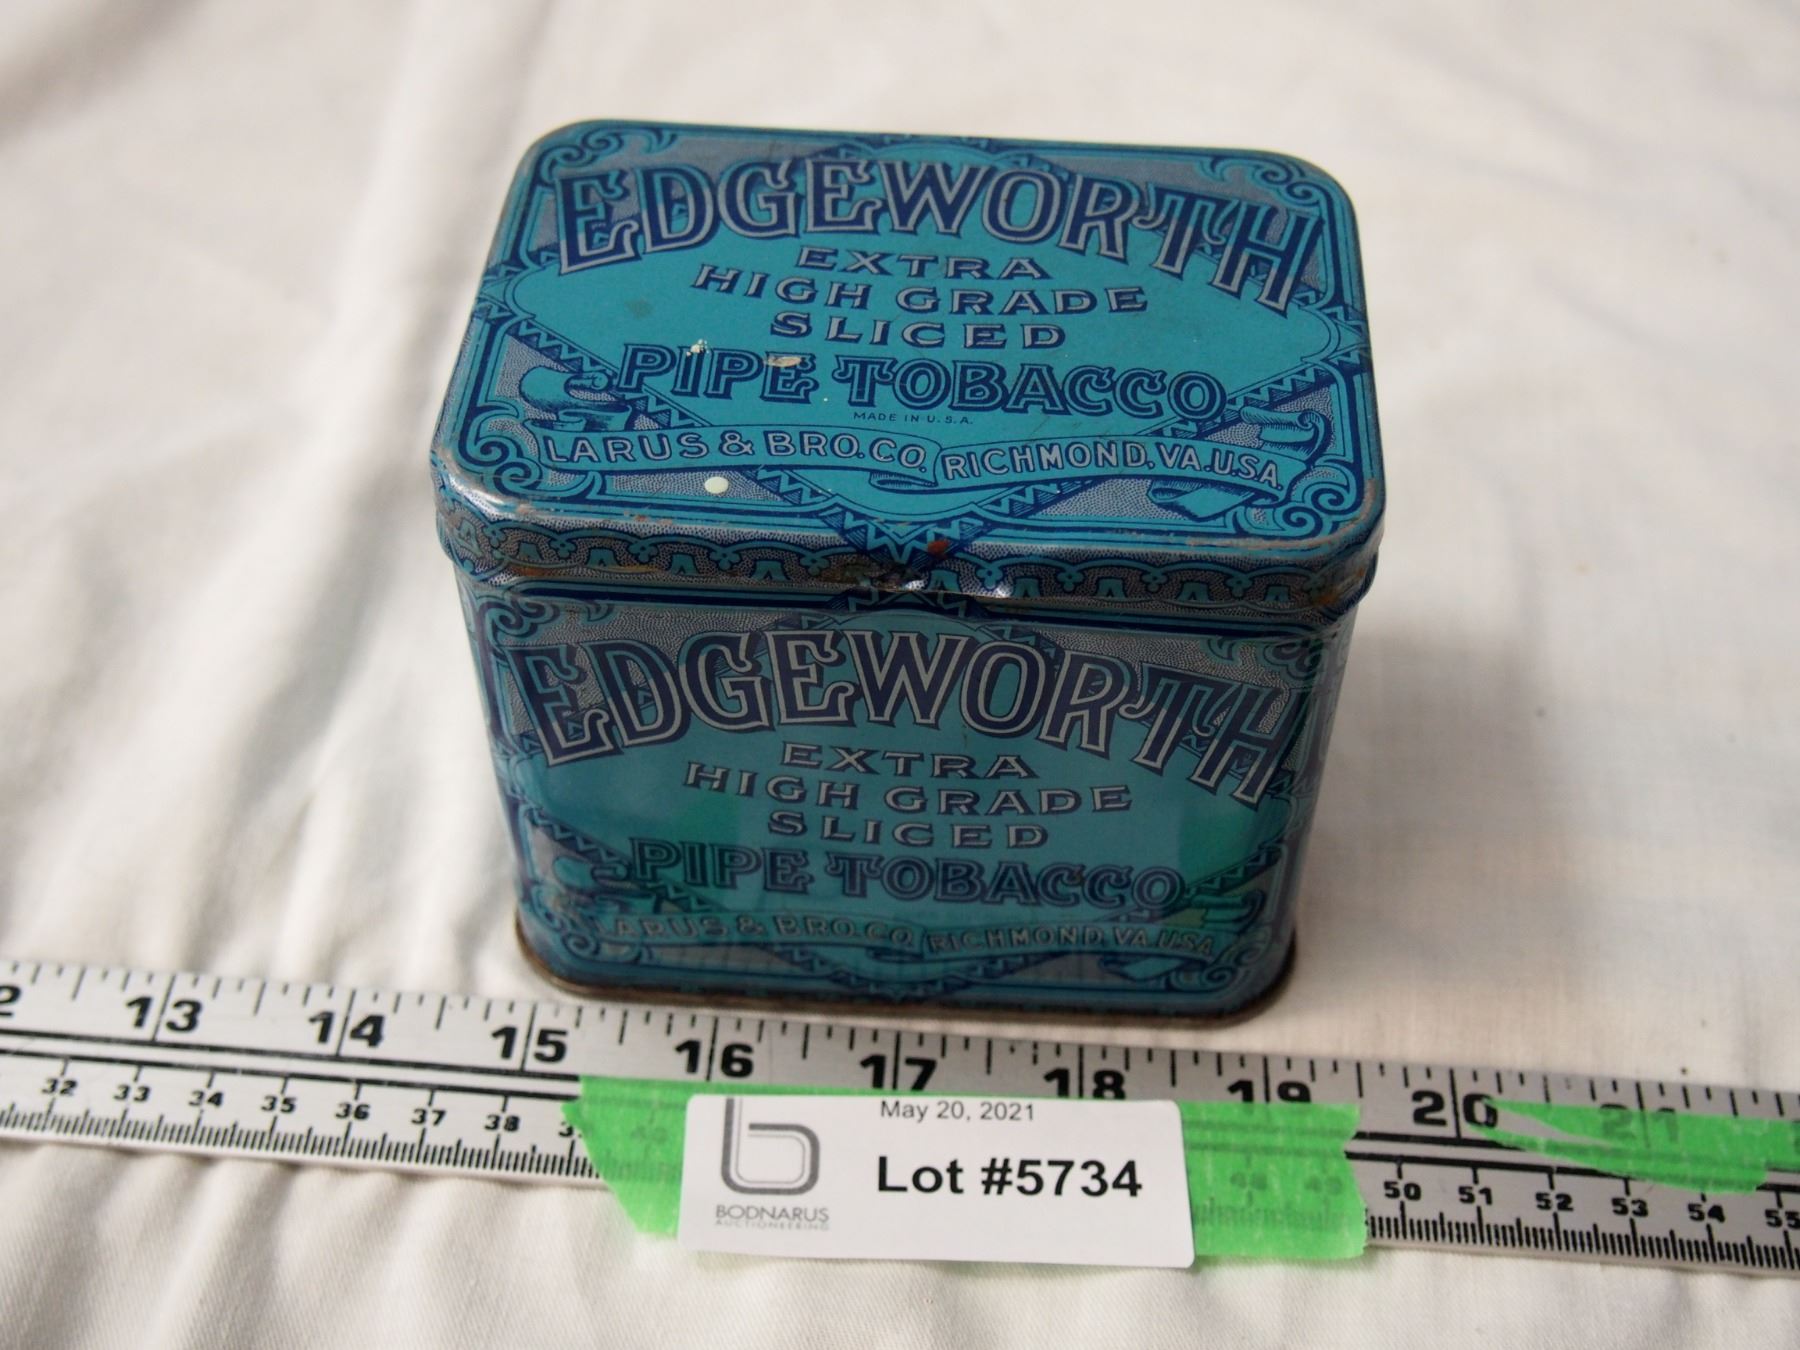 EDGEWORTH
EXTRA
HIGH GRADE
SLICED
PIPE TOBACCO
MADE IN U.S.A.
LARUS & BRO. CO. RICHMOND, VA. U.S.A.
EDGEWORTH
EXTRA
HIGH GRADE
SLICED
PIPE TOBACCO
LARUS & BRO. CO. RICHMOND, VA. U.S.A.
2 13 14 15 16 17 18 19 20 21
32 33 34 35 36 37 38 50 51 52 53 54 55
May 20, 2021
Lot #5734
BODNARUS
AUCTIONEERING